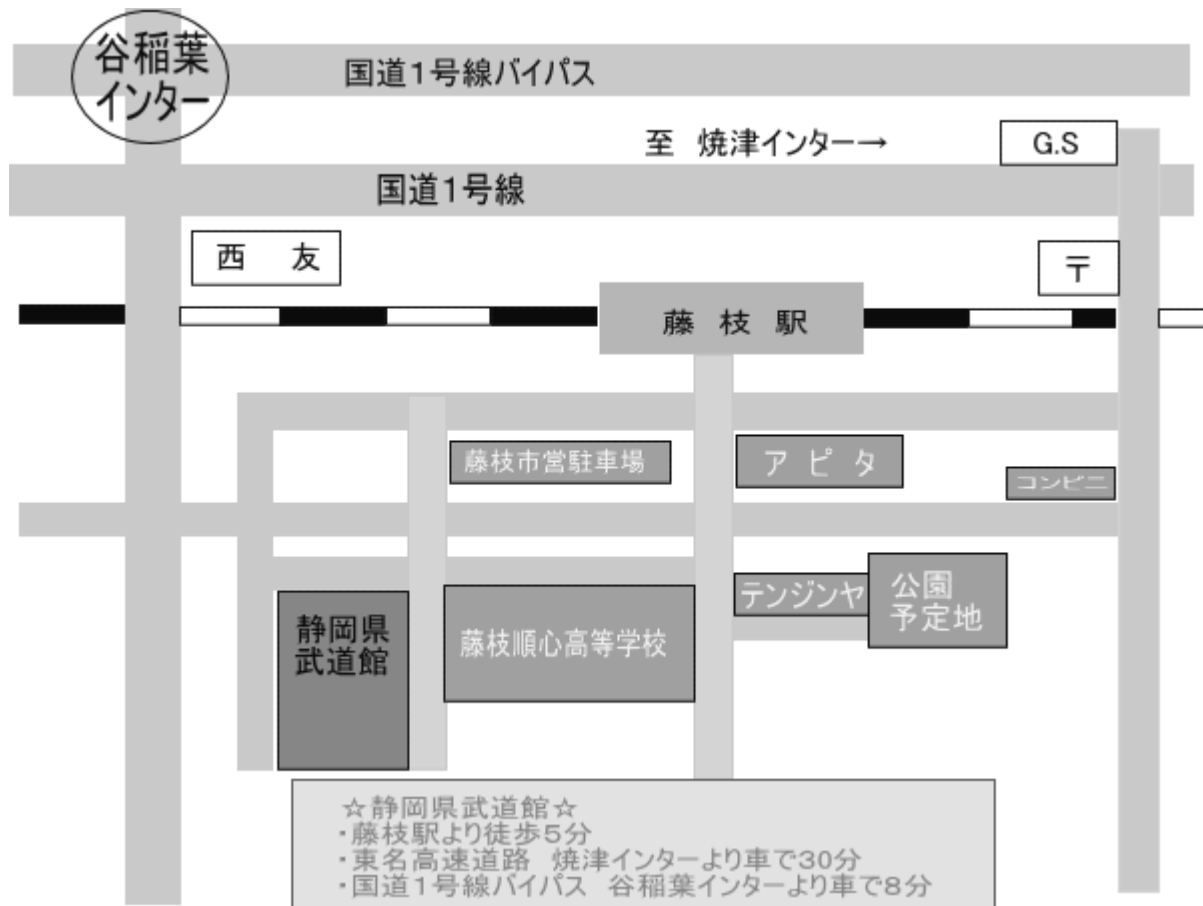 谷稲葉
インター
国道1号線バイパス
至 焼津インター→
G.S
国道1号線
西 友
〒
藤 枝 駅
藤枝市営駐車場
ア ピ タ
コンビニ
テンジンヤ
公園
予定地
静岡県
武道館
藤枝順心高等学校
☆静岡県武道館☆
・藤枝駅より徒歩5分
・東名高速道路 焼津インターより車で30分
・国道1号線バイパス 谷稲葉インターより車で8分